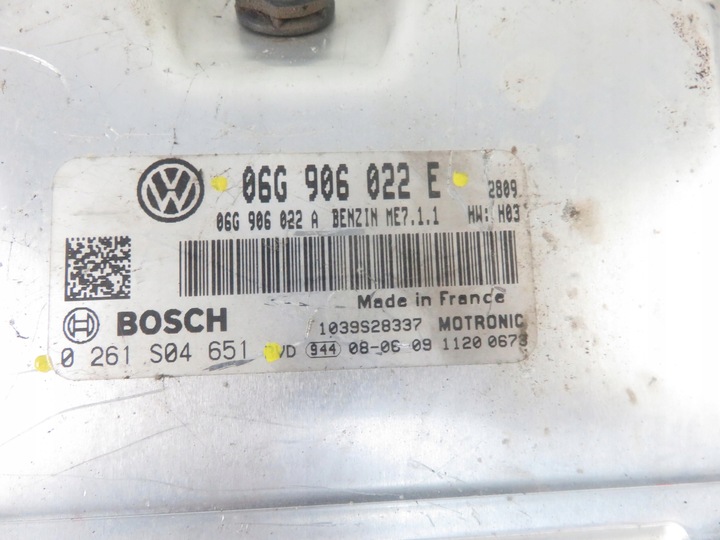 06G 906 022 E 2809
06G 906 022 A BENZIN ME7.1.1 HW: H03
Made in France
BOSCH 1039S28337 MOTRONIC
0 261 S04 651 VD 944 08-06-09 1120 0673